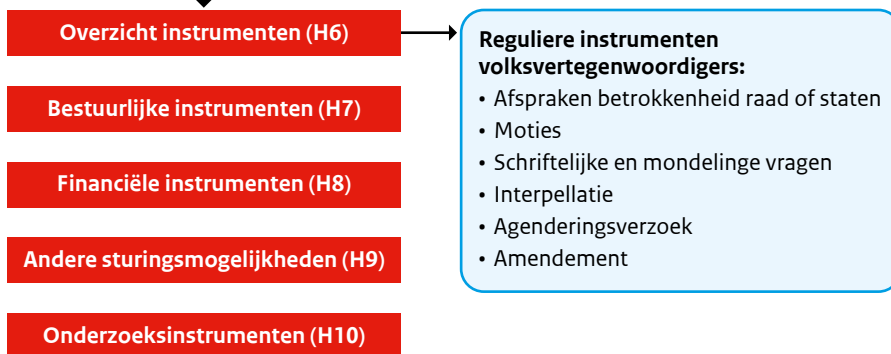 Overzicht instrumenten (H6)
Bestuurlijke instrumenten (H7)
Financiële instrumenten (H8)
Andere sturingsmogelijkheden (H9)
Onderzoeksinstrumenten (H10)
Reguliere instrumenten
volksvertegenwoordigers:
• Afspraken betrokkenheid raad of staten
• Moties
• Schriftelijke en mondelinge vragen
• Interpellatie
• Agenderingsverzoek
• Amendement